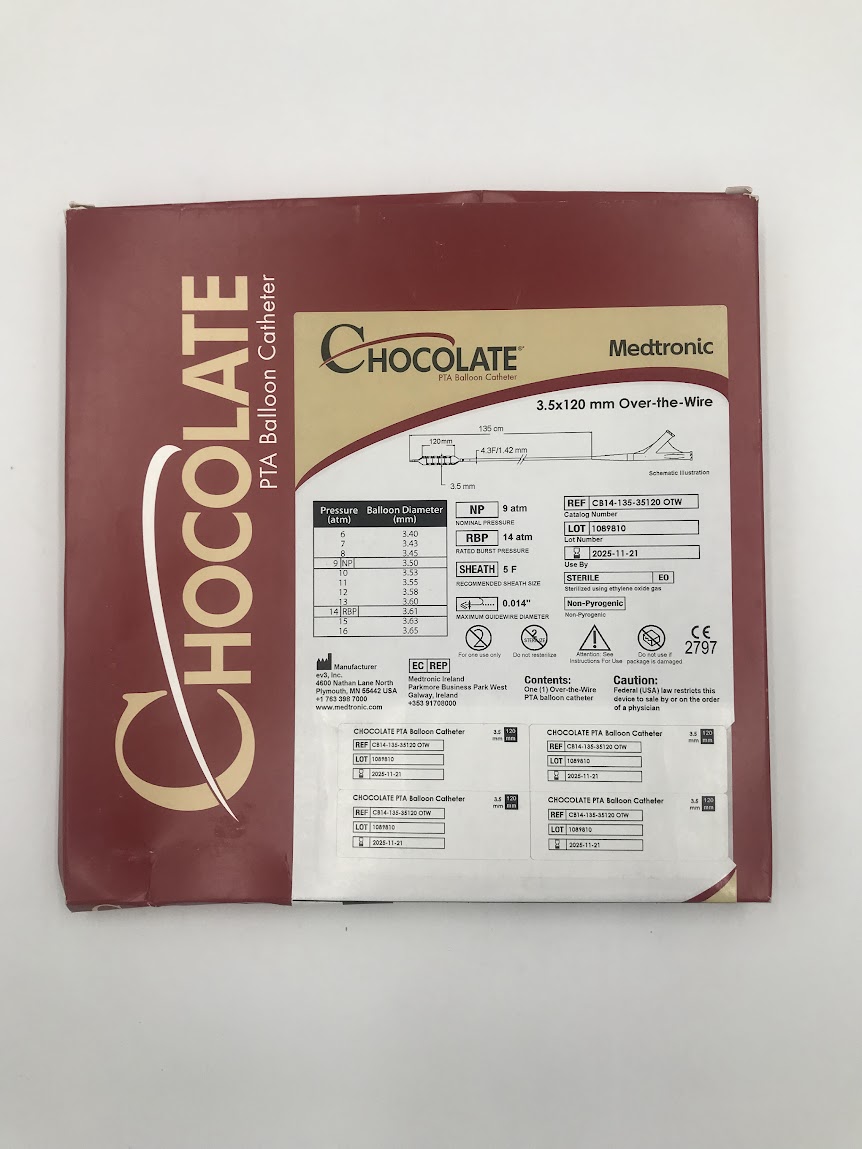 CHOCOLATE
PTA Balloon Catheter
CHOCOLATE®
PTA Balloon Catheter
Medtronic
3.5x120 mm Over-the-Wire
135 cm
120mm
4.3F/1.42 mm
3.5 mm
Schematic Illustration
Pressure (atm) Balloon Diameter (mm)
6 3.40
7 3.43
8 3.45
9 NP 3.50
10 3.53
11 3.55
12 3.58
13 3.60
14 RBP 3.61
15 3.63
16 3.65
NP 9 atm
NOMINAL PRESSURE
RBP 14 atm
RATED BURST PRESSURE
SHEATH 5 F
RECOMMENDED SHEATH SIZE
0.014"
MAXIMUM GUIDEWIRE DIAMETER
REF CB14-135-35120 OTW
Catalog Number
LOT 1089810
Lot Number
2025-11-21
Use By
STERILE EO
Sterilized using ethylene oxide gas
Non-Pyrogenic
Non-Pyrogenic
2
For one use only
2
STERILIZE
Do not resterilize
Attention: See
Instructions For Use
Do not use if
package is damaged
CE
2797
Manufacturer
ev3, Inc.
4600 Nathan Lane North
Plymouth, MN 55442 USA
+1 763 398 7000
www.medtronic.com
EC REP
Medtronic Ireland
Parkmore Business Park West
Galway, Ireland
+353 91708000
Contents:
One (1) Over-the-Wire
PTA balloon catheter
Caution:
Federal (USA) law restricts this
device to sale by or on the order
of a physician
CHOCOLATE PTA Balloon Catheter 3.5 mm 120 mm
REF CB14-135-35120 OTW
LOT 1089810
2025-11-21
CHOCOLATE PTA Balloon Catheter 3.5 mm 120 mm
REF CB14-135-35120 OTW
LOT 1089810
2025-11-21
CHOCOLATE PTA Balloon Catheter 3.5 mm 120 mm
REF CB14-135-35120 OTW
LOT 1089810
2025-11-21
CHOCOLATE PTA Balloon Catheter 3.5 mm 120 mm
REF CB14-135-35120 OTW
LOT 1089810
2025-11-21